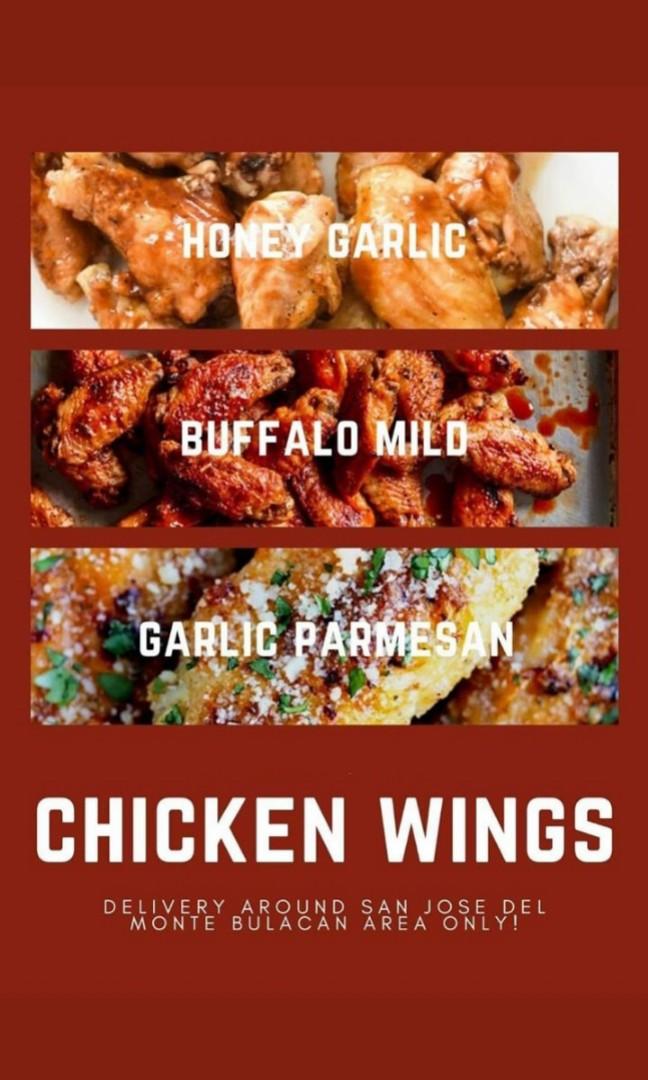 HONEY GARLIC
BUFFALO MILD
GARLIC PARMESAN
CHICKEN WINGS
DELIVERY AROUND SAN JOSE DEL
MONTE BULACAN AREA ONLY!